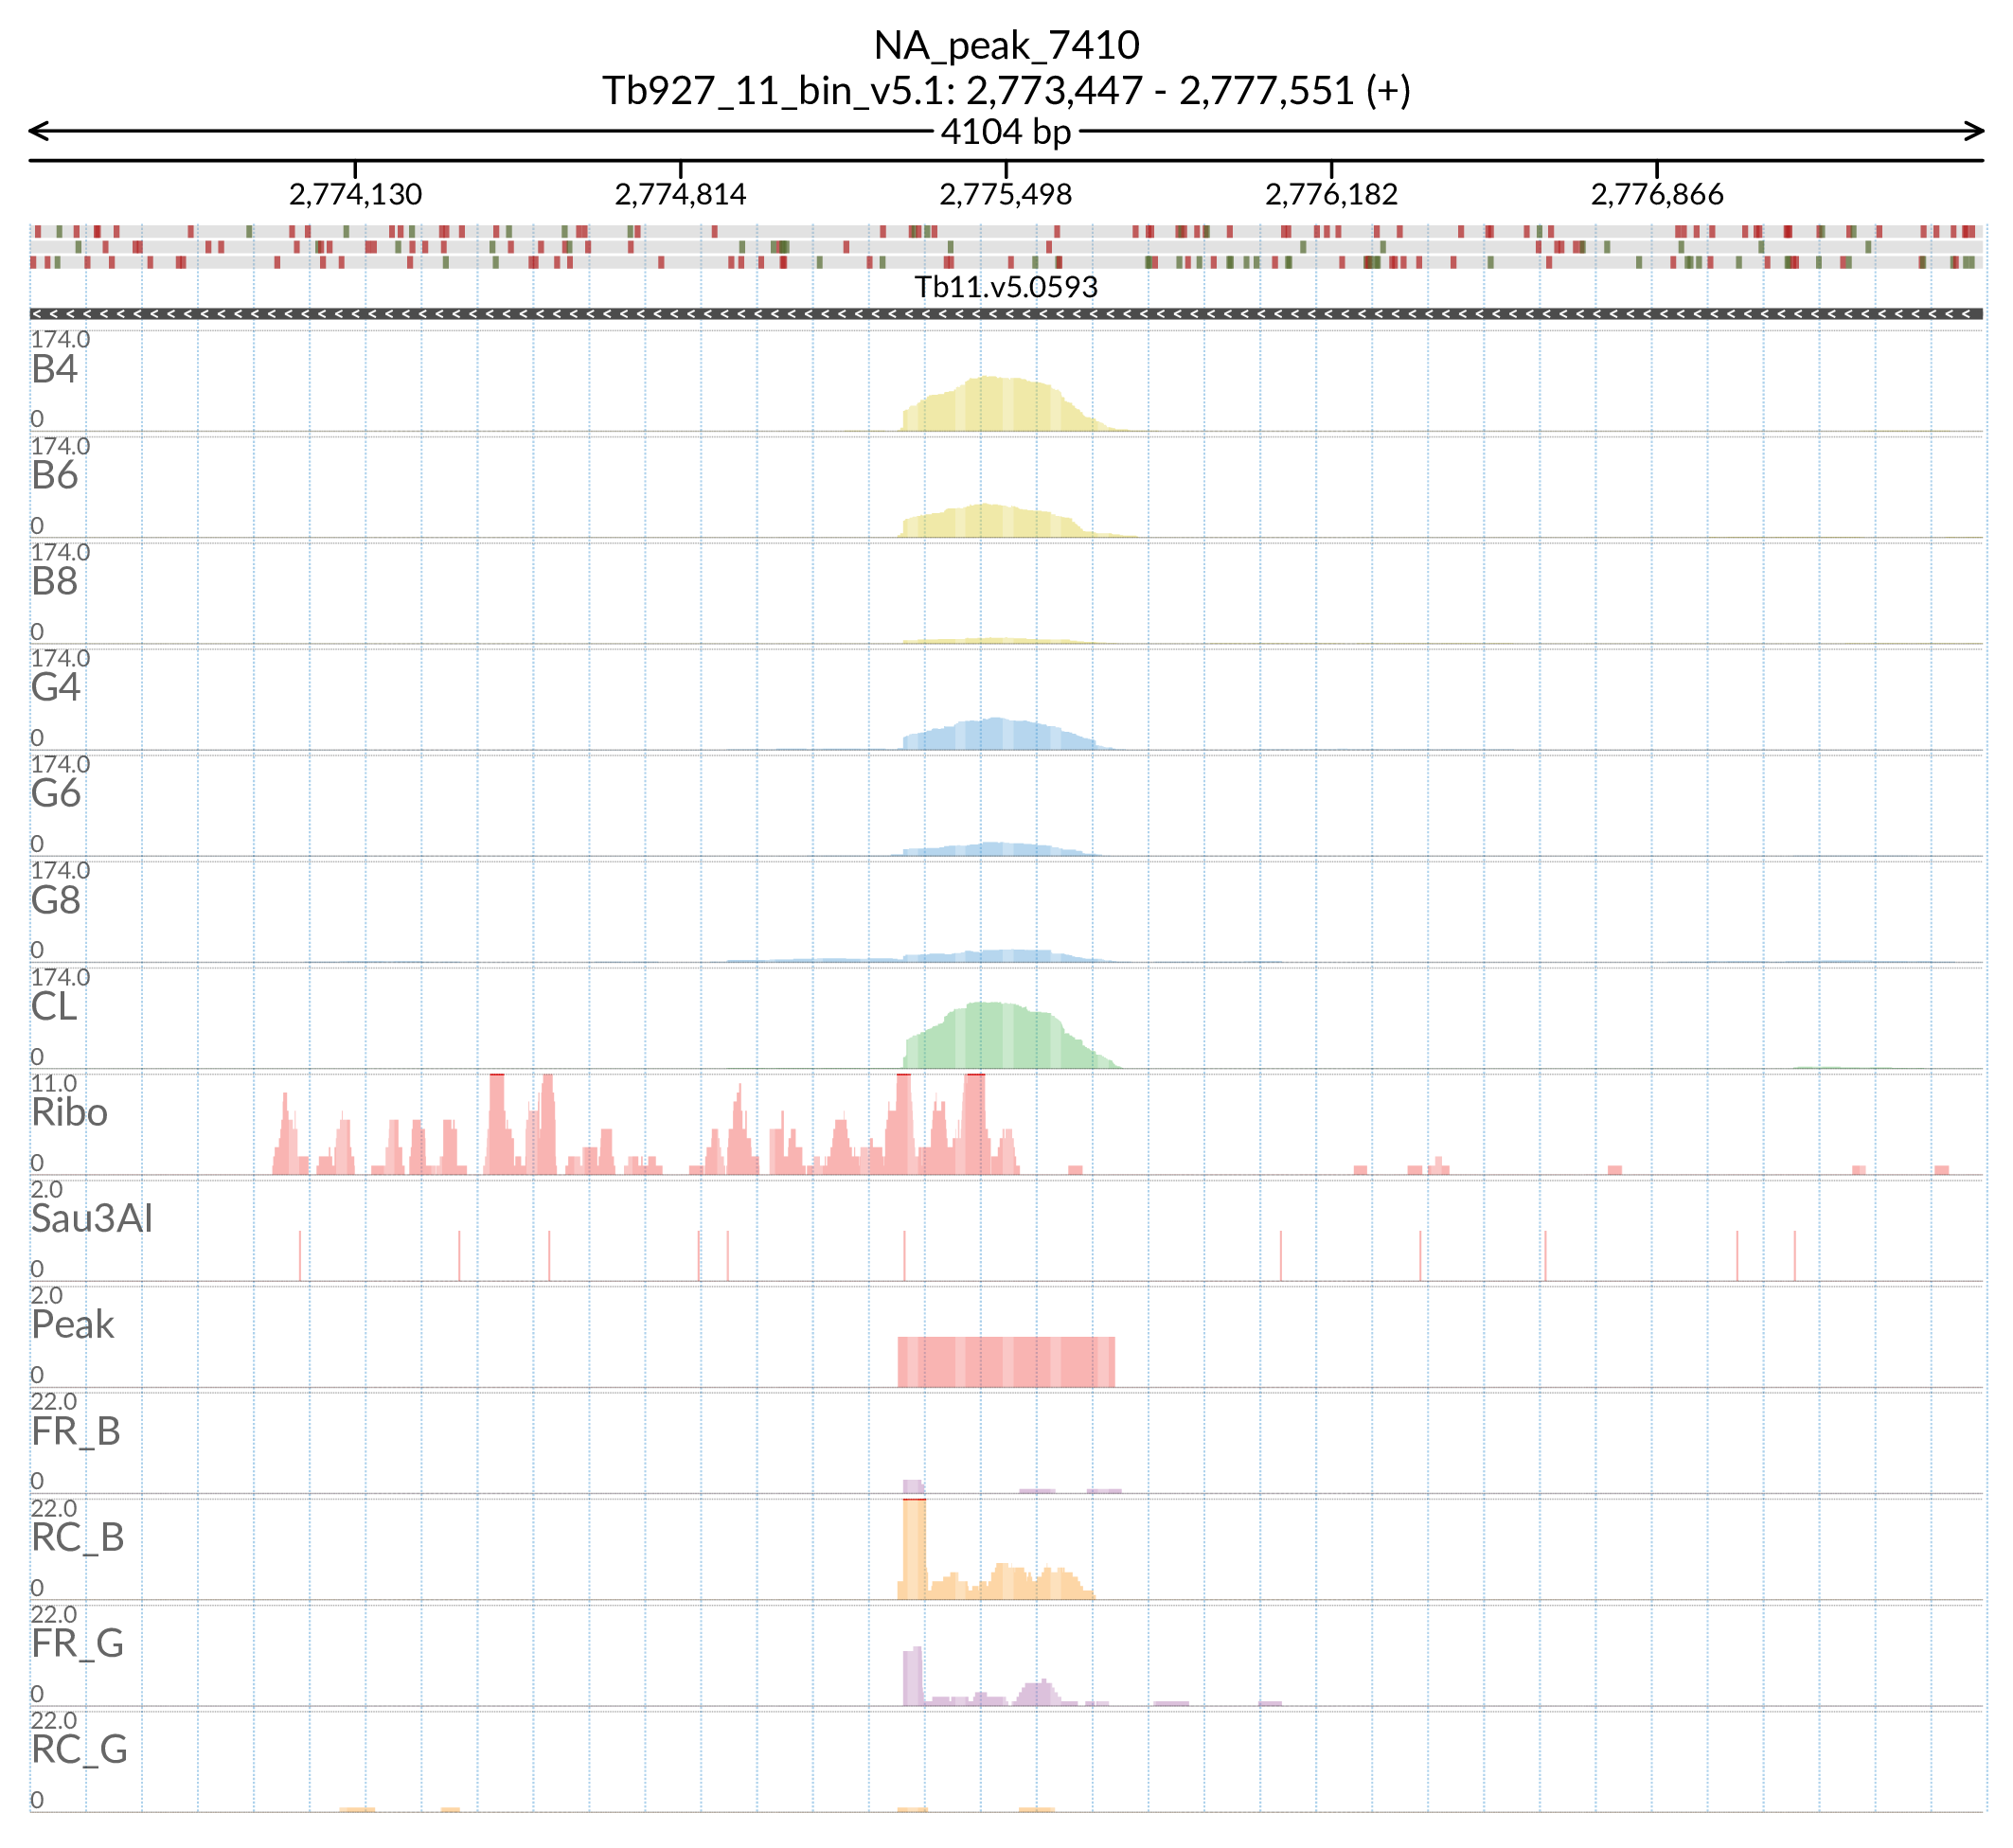 NA_peak_7410
Tb927_11_bin_v5.1: 2,773,447 - 2,777,551 (+)
4104 bp
2,774,130 2,774,814 2,775,498 2,776,182 2,776,866
Tb11.v5.0593
174.0
B4
0
174.0
B6
0
174.0
B8
0
174.0
G4
0
174.0
G6
0
174.0
G8
0
174.0
CL
0
11.0
Ribo
0
2.0
Sau3AI
0
2.0
Peak
0
22.0
FR_B
0
22.0
RC_B
0
22.0
FR_G
0
22.0
RC_G
0